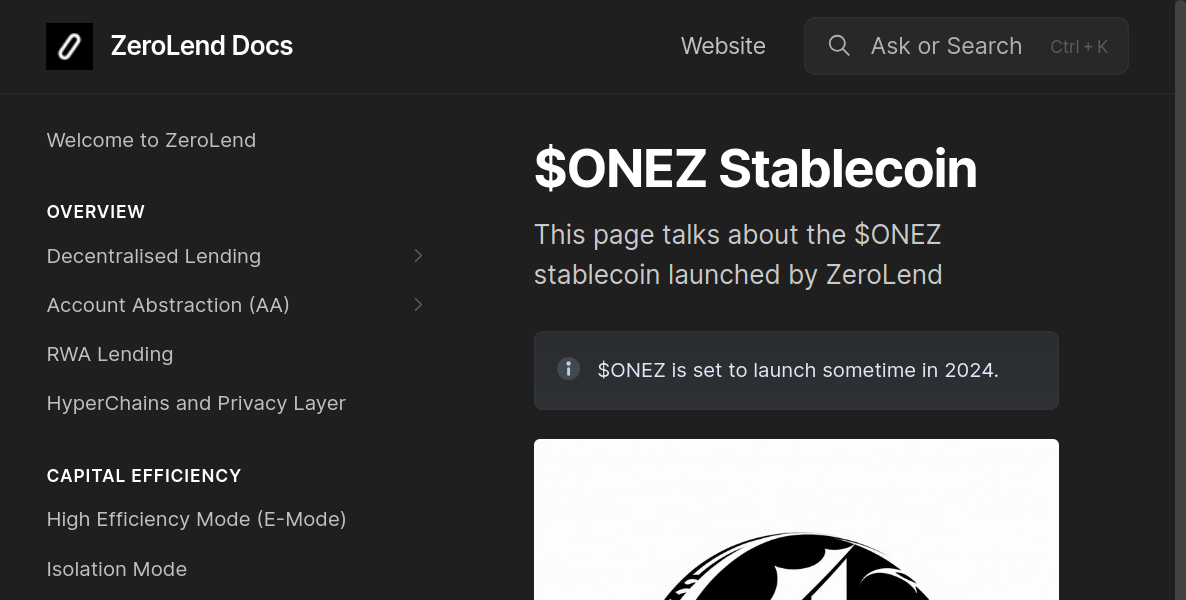 ZeroLend Docs
Website
Ask or Search
Ctrl + K
Welcome to ZeroLend
OVERVIEW
Decentralised Lending
Account Abstraction (AA)
RWA Lending
HyperChains and Privacy Layer
CAPITAL EFFICIENCY
High Efficiency Mode (E-Mode)
Isolation Mode
$ONEZ Stablecoin
This page talks about the $ONEZ
stablecoin launched by ZeroLend
$ONEZ is set to launch sometime in 2024.